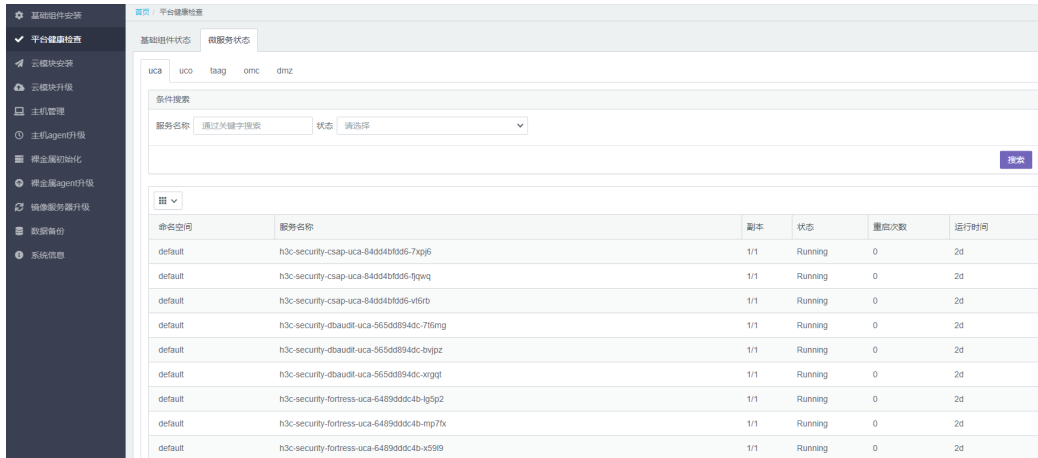 基础组件安装
平台健康检查
云模块安装
云模块升级
主机管理
主机agent升级
裸金属初始化
裸金属agent升级
镜像服务器升级
数据备份
系统信息
首页 / 平台健康检查
基础组件状态 微服务状态
uca uco taag omc dmz
条件搜索
服务名称 通过关键字搜索 状态 请选择
搜索
命名空间 服务名称 副本 状态 重启次数 运行时间
default h3c-security-csap-uca-84dd4bfdd6-7xpj6 1/1 Running 0 2d
default h3c-security-csap-uca-84dd4bfdd6-fjqwq 1/1 Running 0 2d
default h3c-security-csap-uca-84dd4bfdd6-vt6rb 1/1 Running 0 2d
default h3c-security-dbaudit-uca-565dd894dc-7t6mg 1/1 Running 0 2d
default h3c-security-dbaudit-uca-565dd894dc-bvjpz 1/1 Running 0 2d
default h3c-security-dbaudit-uca-565dd894dc-xrgqt 1/1 Running 0 2d
default h3c-security-fortress-uca-6489dddc4b-lg5p2 1/1 Running 0 2d
default h3c-security-fortress-uca-6489dddc4b-mp7fx 1/1 Running 0 2d
default h3c-security-fortress-uca-6489dddc4b-x59l9 1/1 Running 0 2d